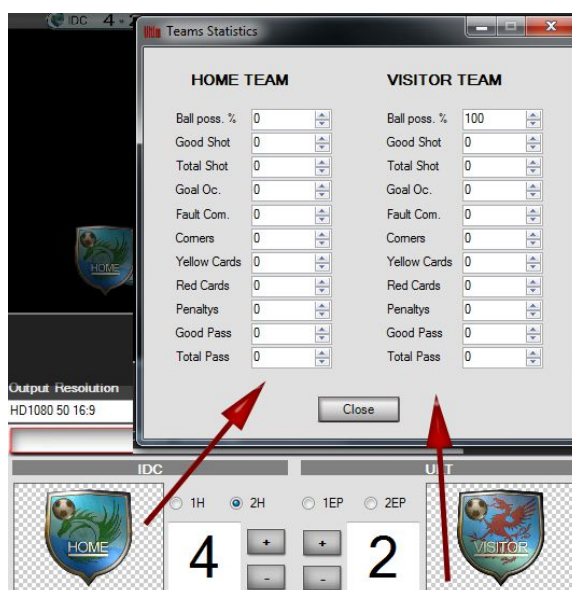 IDC 4 - 2
Ultim Teams Statistics
HOME TEAM VISITOR TEAM
Ball poss. % 0 Ball poss. % 100
Good Shot 0 Good Shot 0
Total Shot 0 Total Shot 0
Goal Oc. 0 Goal Oc. 0
Fault Com. 0 Fault Com. 0
Corners 0 Corners 0
Yellow Cards 0 Yellow Cards 0
Red Cards 0 Red Cards 0
Penaltys 0 Penaltys 0
Good Pass 0 Good Pass 0
Total Pass 0 Total Pass 0
HOME
Output Resolution
HD1080 50 16:9
Close
IDC ULT
1H 2H 1EP 2EP
HOME 4 + + 2 VISITOR
- -